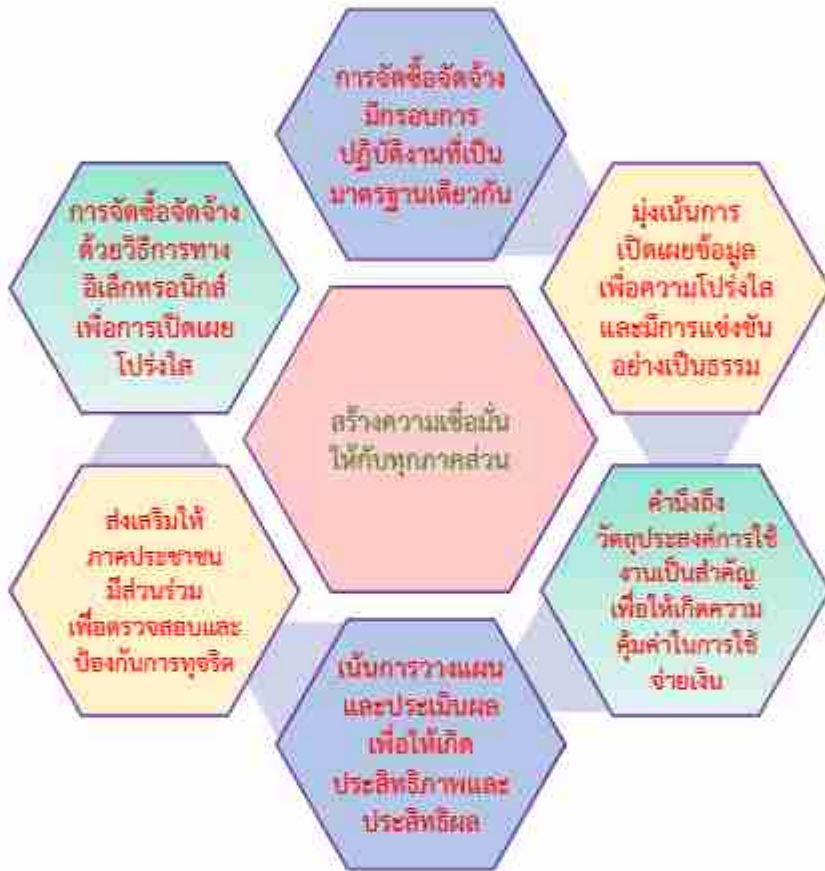 การจัดซื้อจัดจ้าง
มีกรอบการ
ปฏิบัติงานที่เป็น
มาตรฐานเดียวกัน
มุ่งเน้นการ
เปิดเผยข้อมูล
เพื่อความโปร่งใส
และมีการแข่งขัน
อย่างเป็นธรรม
คำนึงถึง
วัตถุประสงค์การใช้
งานเป็นสำคัญ
เพื่อให้เกิดความ
คุ้มค่าในการใช้
จ่ายเงิน
เน้นการวางแผน
และประเมินผล
เพื่อให้เกิด
ประสิทธิภาพและ
ประสิทธิผล
ส่งเสริมให้
ภาคประชาชน
มีส่วนร่วม
เพื่อตรวจสอบและ
ป้องกันการทุจริต
การจัดซื้อจัดจ้าง
ด้วยวิธีการทาง
อิเล็กทรอนิกส์
เพื่อการเปิดเผย
โปร่งใส
สร้างความเชื่อมั่น
ให้กับทุกภาคส่วน